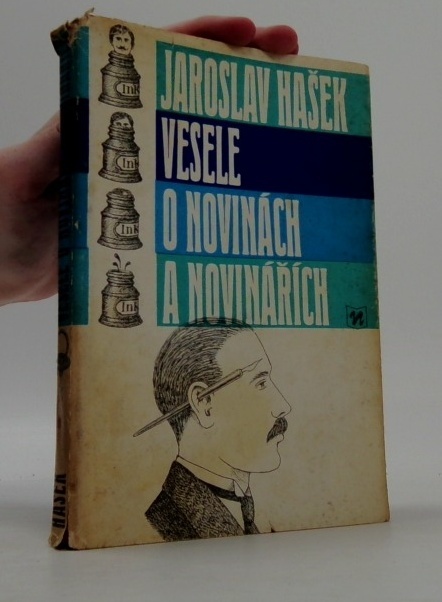 JAROSLAV HAŠEK
VESELE
O NOVINÁCH
A NOVINÁŘÍCH
Ink
Ink
Ink
Ink
n
HAŠEK